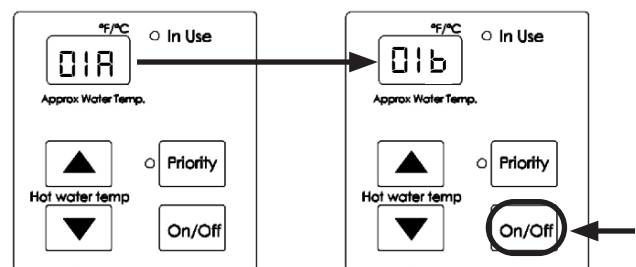 °F/°C
In Use
01A
Approx Water Temp.
Priority
Hot water temp
On/Off
°F/°C
In Use
01b
Approx Water Temp.
Priority
Hot water temp
On/Off